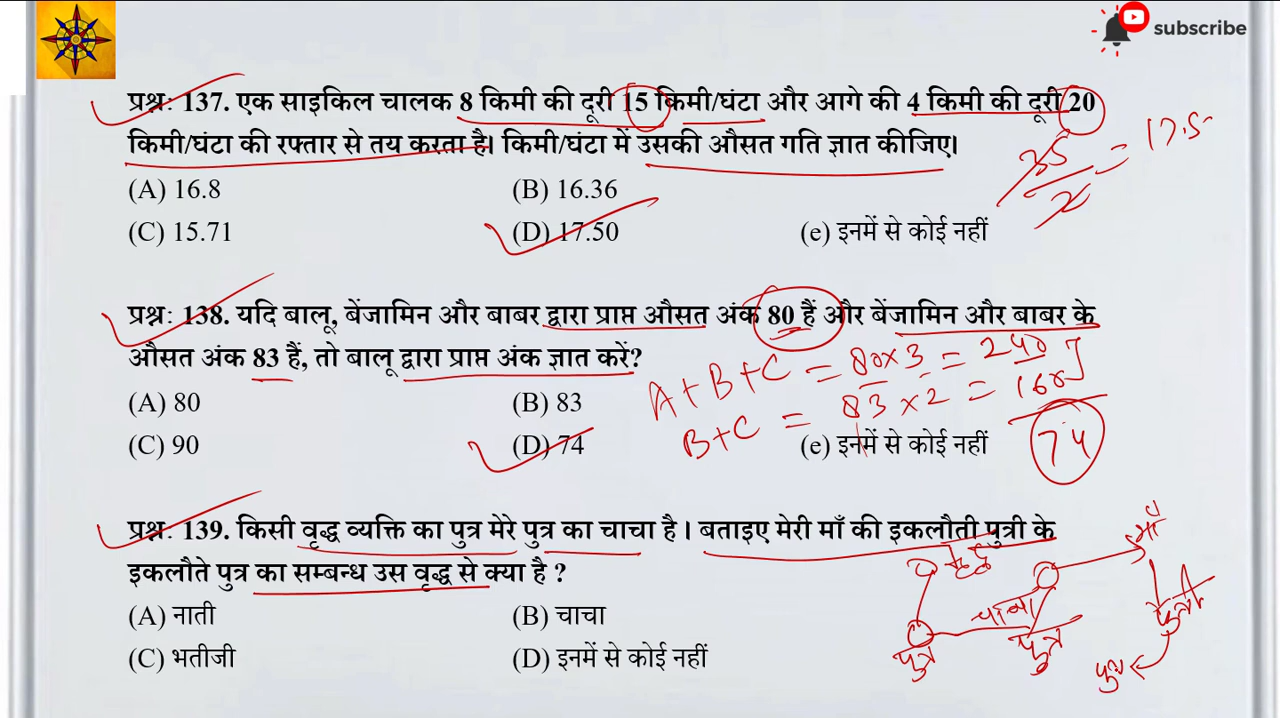 subscribe
प्रश्न: 137. एक साइकिल चालक 8 किमी की दूरी 15 किमी/घंटा और आगे की 4 किमी की दूरी 20
किमी/घंटा की रफ्तार से तय करता है। किमी/घंटा में उसकी औसत गति ज्ञात कीजिए।
35/2 = 17.5
(A) 16.8 (B) 16.36
(C) 15.71 (D) 17.50 (e) इनमें से कोई नहीं
प्रश्न: 138. यदि बालू, बेंजामिन और बाबर द्वारा प्राप्त औसत अंक 80 हैं और बेंजामिन और बाबर के
औसत अंक 83 हैं, तो बालू द्वारा प्राप्त अंक ज्ञात करें?
A+B+C = 80×3 = 240
(A) 80 (B) 83
B+C = 83×2 = 166
(C) 90 (D) 74 (e) इनमें से कोई नहीं
74
प्रश्न: 139. किसी वृद्ध व्यक्ति का पुत्र मेरे पुत्र का चाचा है। बताइए मेरी माँ की इकलौती पुत्री के
इकलौते पुत्र का सम्बन्ध उस वृद्ध से क्या है ?
(A) नाती (B) चाचा
(C) भतीजी (D) इनमें से कोई नहीं
वृद्ध माँ
चाचा पुत्री
पुत्र पुत्र पुत्र